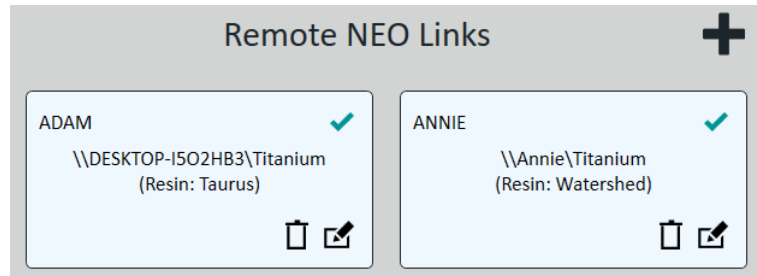 Remote NEO Links
ADAM
\\DESKTOP-I5O2HB3\Titanium
(Resin: Taurus)
ANNIE
\\Annie\Titanium
(Resin: Watershed)